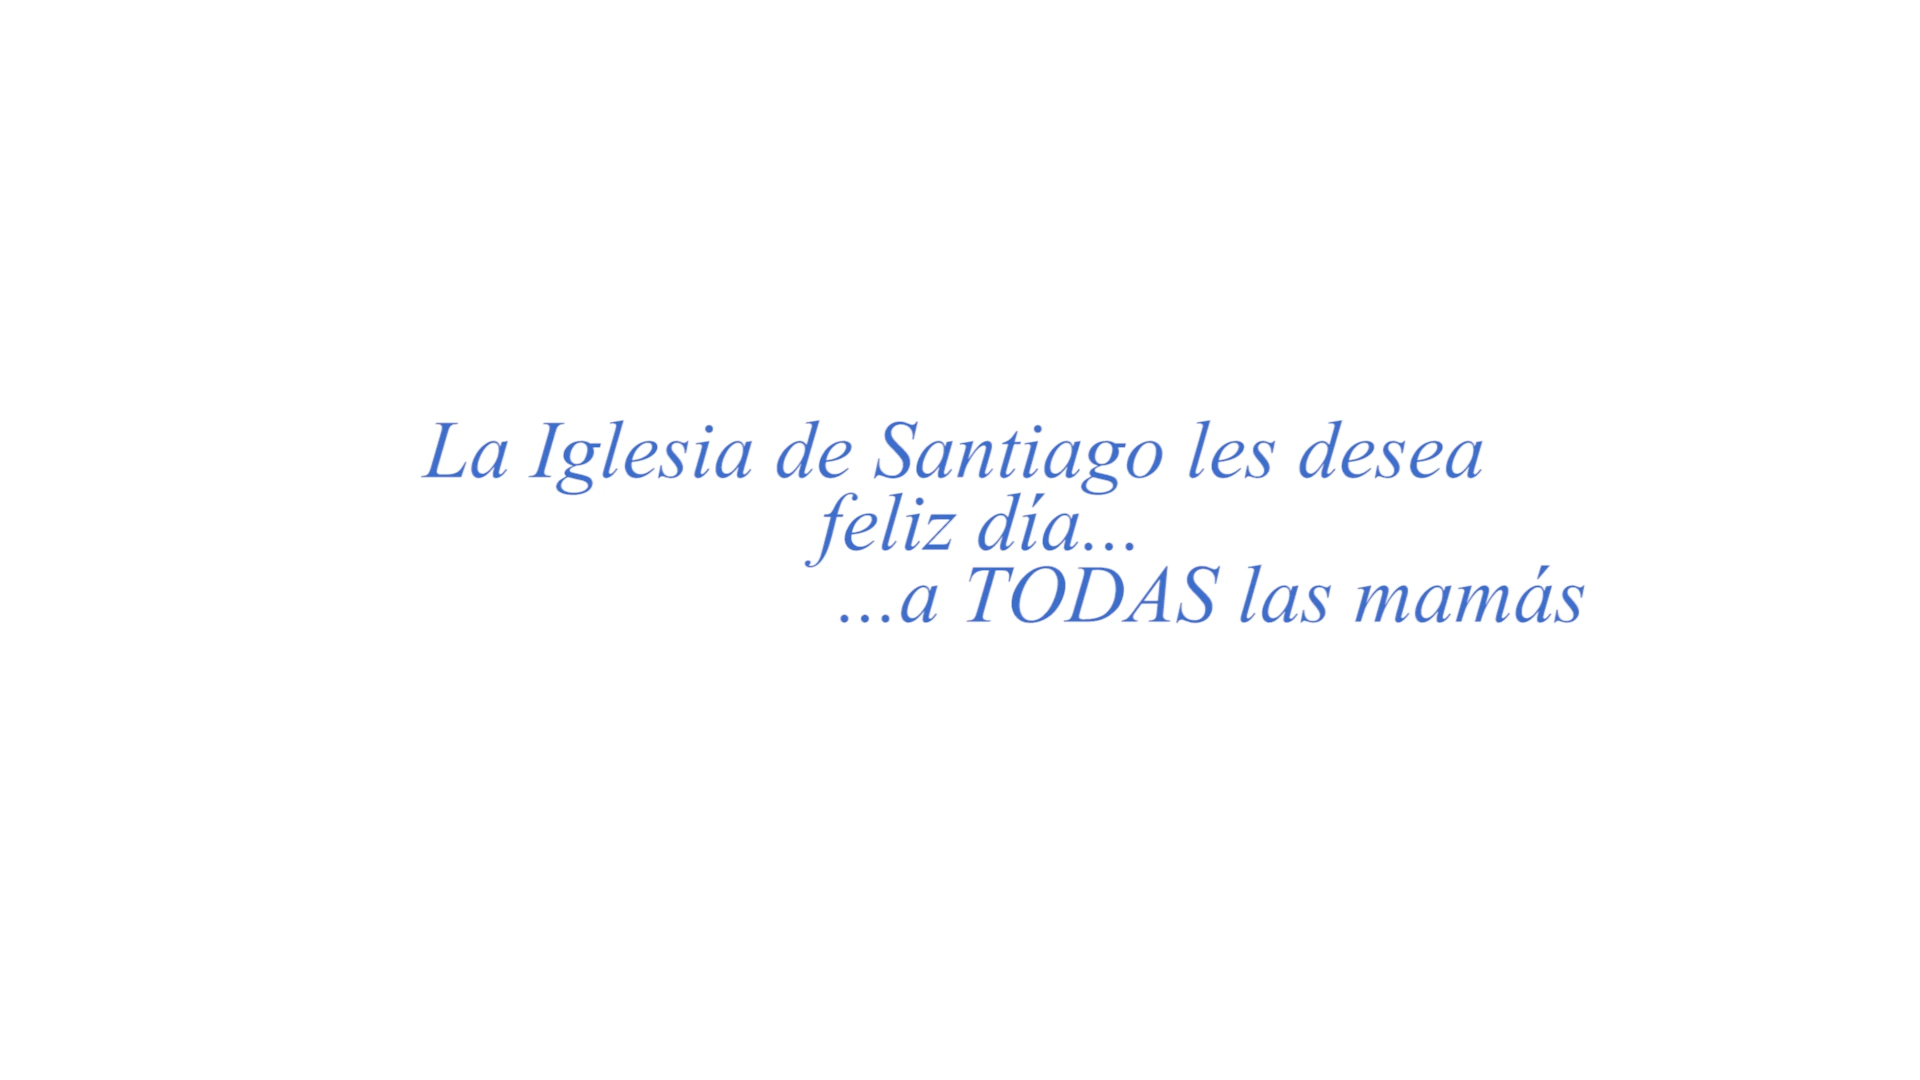 La Iglesia de Santiago les desea
feliz día...
...a TODAS las mamás